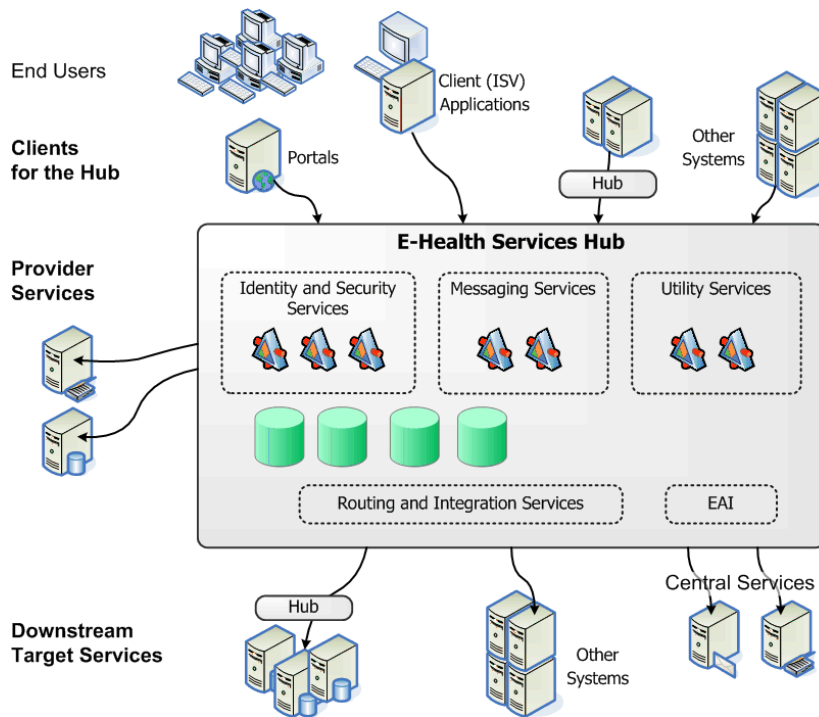 End Users
Client (ISV)
Applications
Clients
for the Hub
Portals
Hub
Other
Systems
E-Health Services Hub
Provider
Services
Identity and Security
Services
Messaging Services
Utility Services
Routing and Integration Services
EAI
Central Services
Hub
Downstream
Target Services
Other
Systems